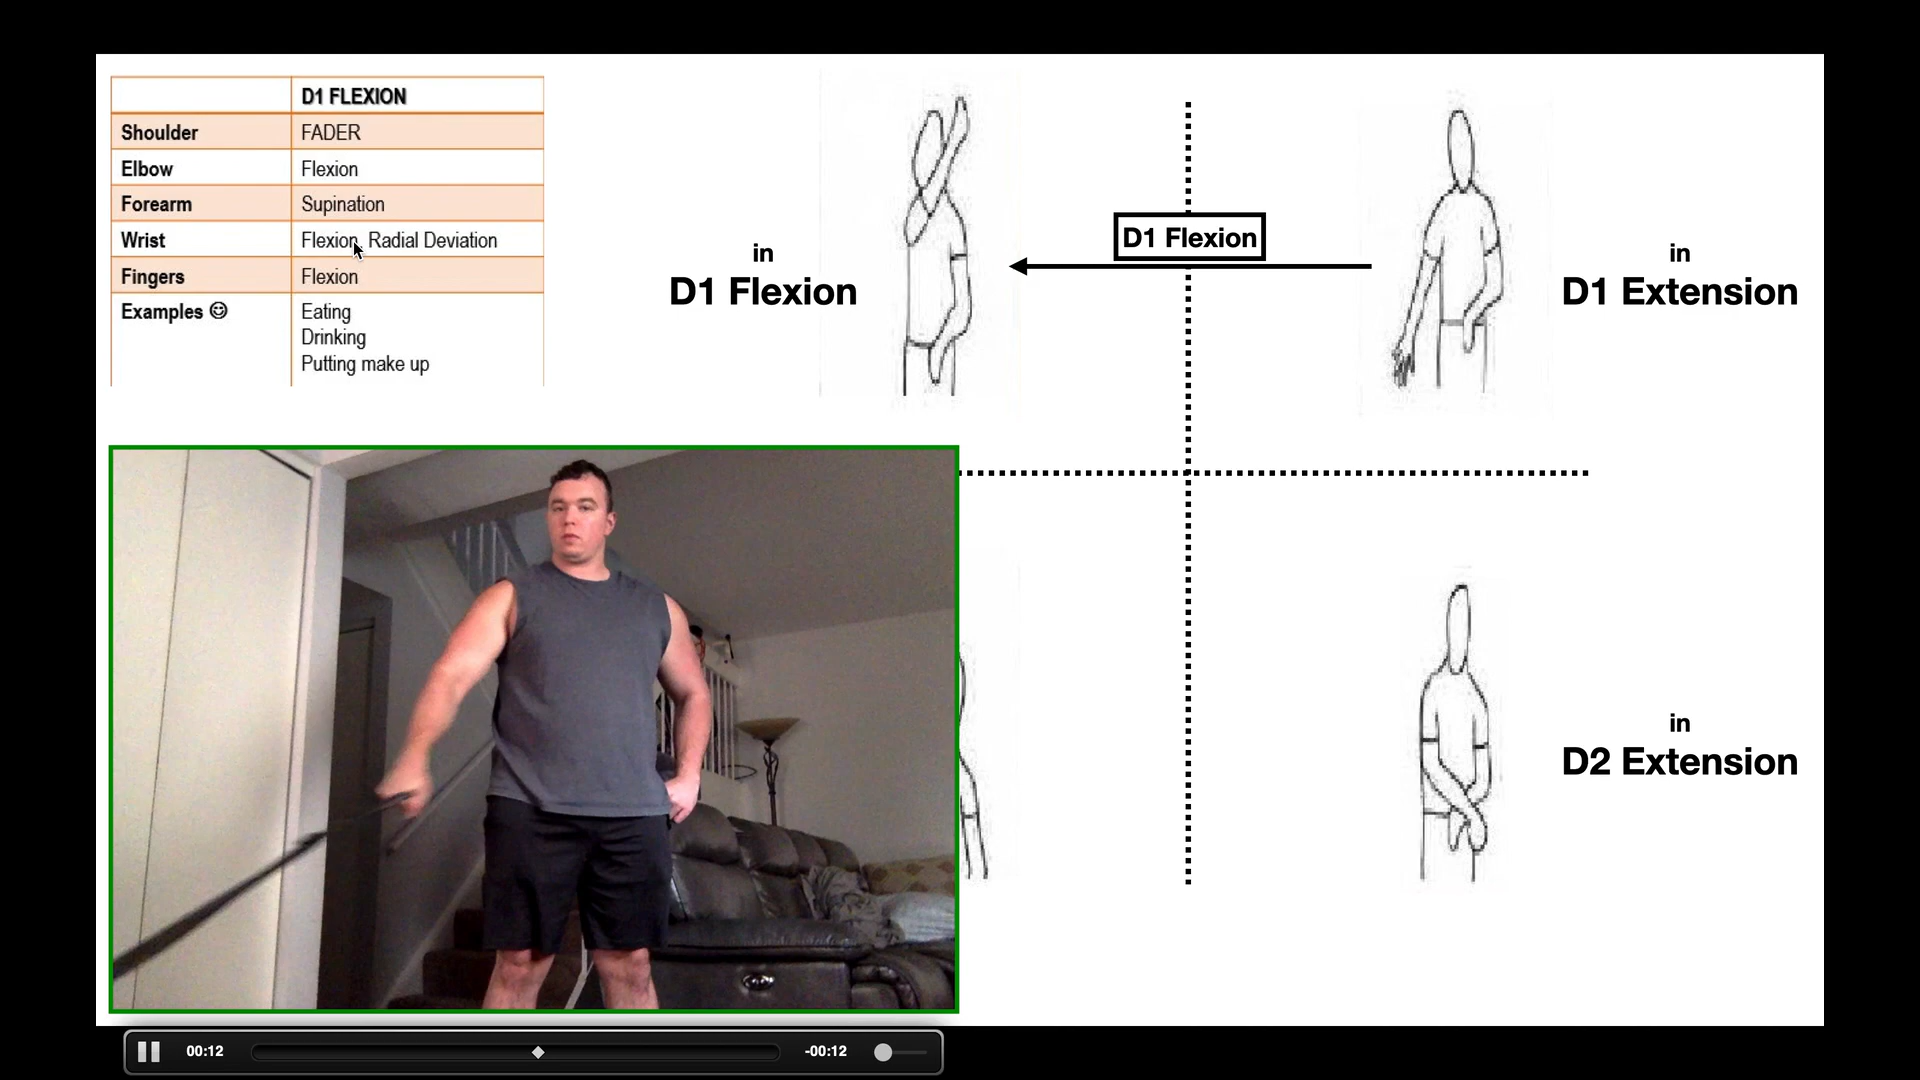 D1 FLEXION
Shoulder FADER
Elbow Flexion
Forearm Supination
Wrist Flexion, Radial Deviation
Fingers Flexion
Examples ☺ Eating
Drinking
Putting make up
in
D1 Flexion
D1 Flexion
in
D1 Extension
in
D2 Extension
00:12
-00:12